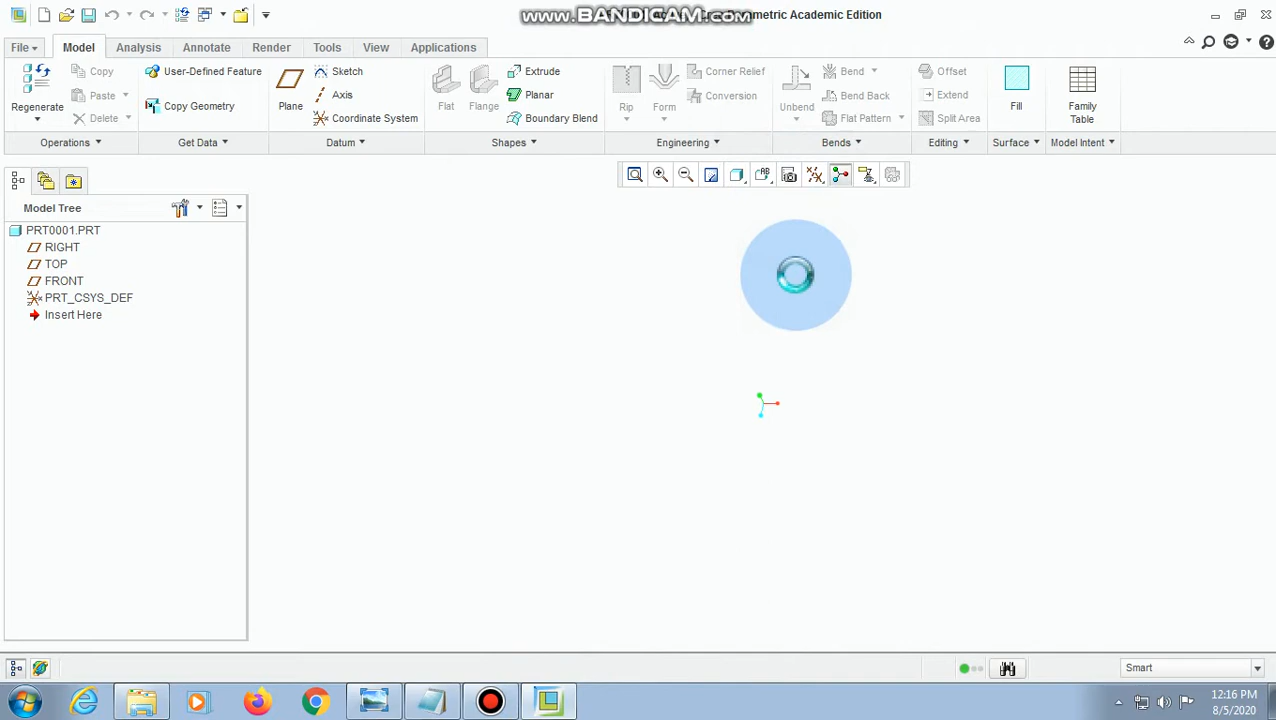 www.BANDICAM.com
Parametric Academic Edition
File
Model
Analysis
Annotate
Render
Tools
View
Applications
Regenerate
Copy
Paste
Delete
User-Defined Feature
Copy Geometry
Plane
Sketch
Axis
Coordinate System
Flat
Flange
Extrude
Planar
Boundary Blend
Rip
Form
Corner Relief
Conversion
Unbend
Bend
Bend Back
Flat Pattern
Offset
Extend
Split Area
Fill
Family
Table
Operations
Get Data
Datum
Shapes
Engineering
Bends
Editing
Surface
Model Intent
Model Tree
PRT0001.PRT
RIGHT
TOP
FRONT
PRT_CSYS_DEF
Insert Here
Smart
12:16 PM
8/5/2020